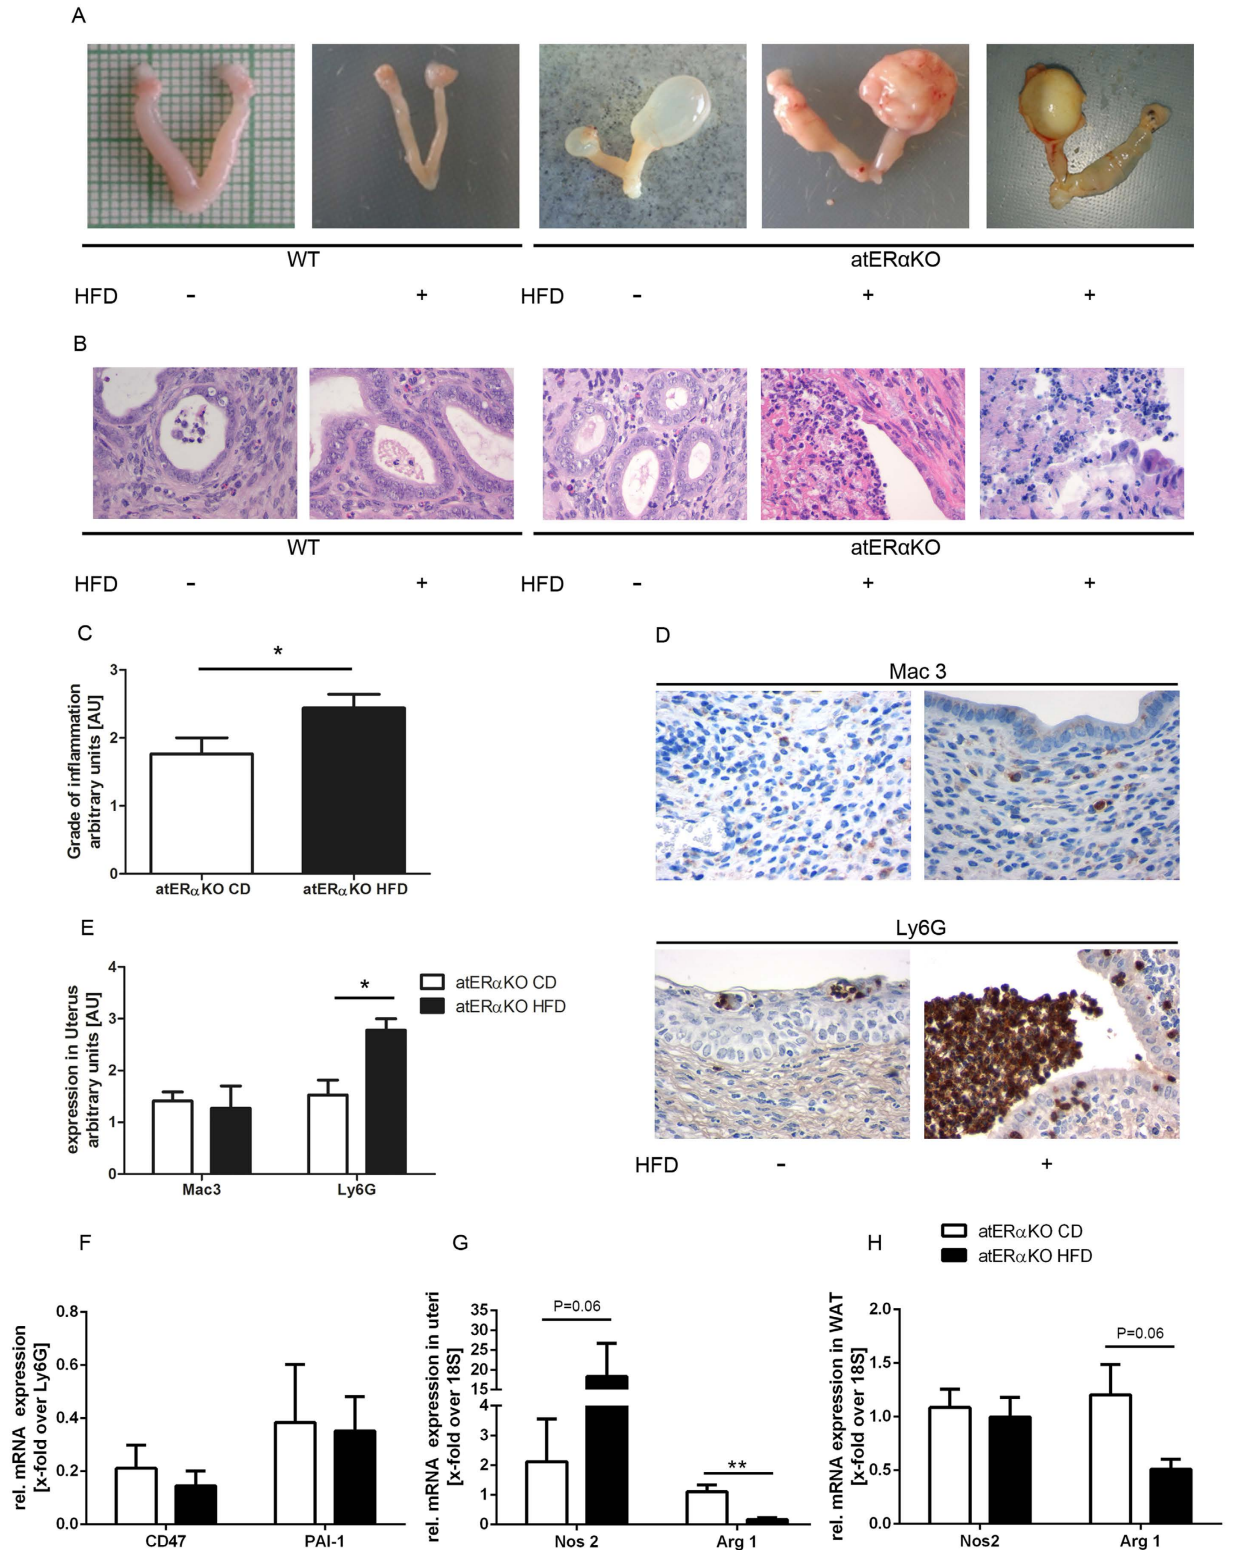 A
WT
atERαKO
HFD - + HFD - + +
B
WT
atERαKO
HFD - + HFD - + +
C
*
Grade of inflammation
arbitrary units [AU]
3
2
1
0
atERαKO CD atERαKO HFD
D
Mac 3
Ly6G
HFD - +
E
*
expression in Uterus
arbitrary units [AU]
4
3
2
1
0
Mac3 Ly6G
atERαKO CD
atERαKO HFD
F
rel. mRNA expression
[x-fold over Ly6G]
0.8
0.6
0.4
0.2
0.0
CD47 PAI-1
G
rel. mRNA expression in uteri
[x-fold over 18S]
35
30
25
20
15
4
3
2
1
0
P=0.06
**
Nos 2 Arg 1
atERαKO CD
atERαKO HFD
H
rel. mRNA expression in WAT
[x-fold over 18S]
2.0
1.5
1.0
0.5
0.0
P=0.06
Nos2 Arg 1